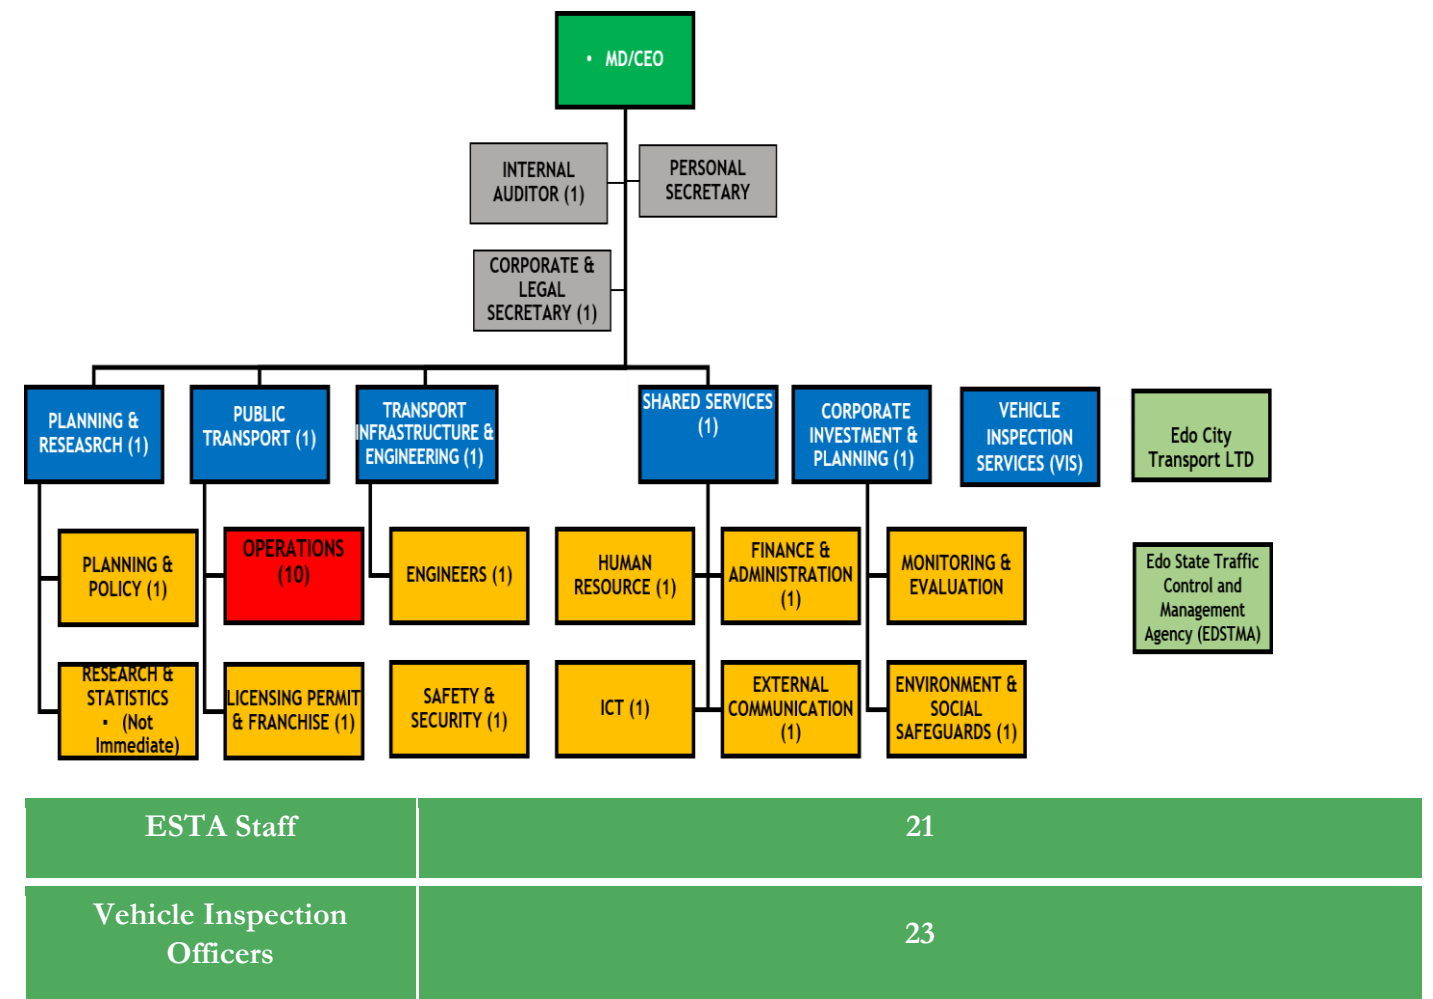 • MD/CEO
INTERNAL
AUDITOR (1)
PERSONAL
SECRETARY
CORPORATE &
LEGAL
SECRETARY (1)
PLANNING &
RESEASRCH (1)
PUBLIC
TRANSPORT (1)
TRANSPORT
INFRASTRUCTURE &
ENGINEERING (1)
SHARED SERVICES
(1)
CORPORATE
INVESTMENT &
PLANNING (1)
VEHICLE
INSPECTION
SERVICES (VIS)
Edo City
Transport LTD
PLANNING &
POLICY (1)
OPERATIONS
(10)
ENGINEERS (1)
HUMAN
RESOURCE (1)
FINANCE &
ADMINISTRATION
(1)
MONITORING &
EVALUATION
Edo State Traffic
Control and
Management
Agency (EDSTMA)
RESEARCH &
STATISTICS
▪ (Not
Immediate)
LICENSING PERMIT
& FRANCHISE (1)
SAFETY &
SECURITY (1)
ICT (1)
EXTERNAL
COMMUNICATION
(1)
ENVIRONMENT &
SOCIAL
SAFEGUARDS (1)
ESTA Staff
21
Vehicle Inspection
Officers
23